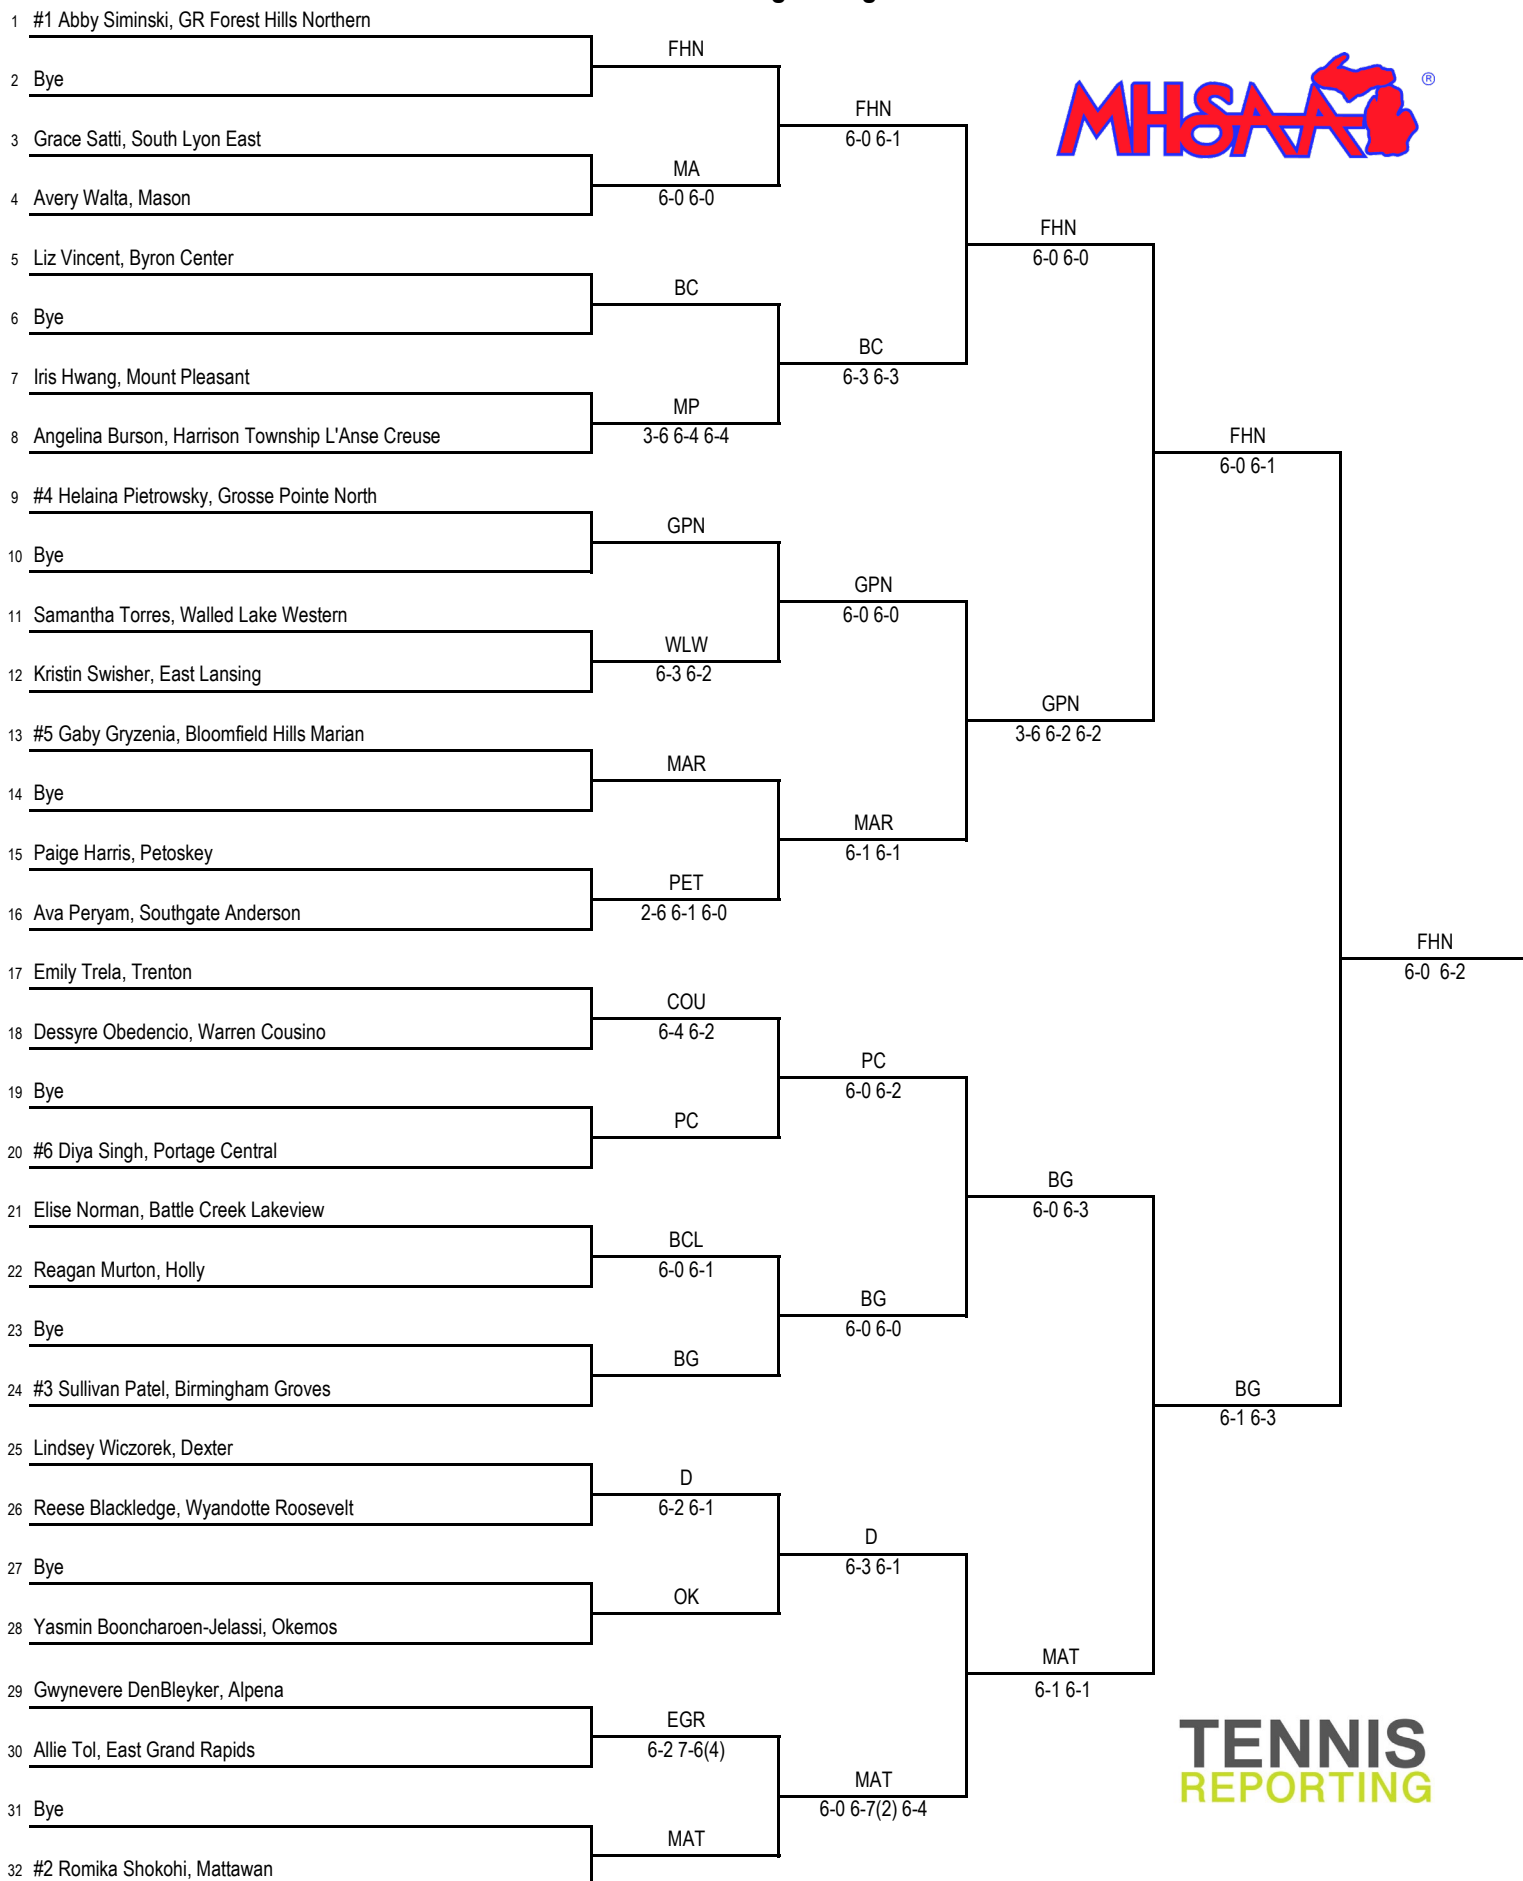 1 #1 Abby Siminski, GR Forest Hills Northern
FHN
2 Bye
FHN
6-0 6-1
MHSAA ®
3 Grace Satti, South Lyon East
MA
6-0 6-0
4 Avery Walta, Mason
FHN
6-0 6-0
5 Liz Vincent, Byron Center
BC
6 Bye
BC
6-3 6-3
7 Iris Hwang, Mount Pleasant
MP
3-6 6-4 6-4
8 Angelina Burson, Harrison Township L'Anse Creuse
FHN
6-0 6-1
9 #4 Helaina Pietrowsky, Grosse Pointe North
GPN
10 Bye
GPN
6-0 6-0
11 Samantha Torres, Walled Lake Western
WLW
6-3 6-2
12 Kristin Swisher, East Lansing
GPN
3-6 6-2 6-2
13 #5 Gaby Gryzenia, Bloomfield Hills Marian
MAR
14 Bye
MAR
6-1 6-1
15 Paige Harris, Petoskey
PET
2-6 6-1 6-0
16 Ava Peryam, Southgate Anderson
FHN
6-0 6-2
17 Emily Trela, Trenton
COU
6-4 6-2
18 Dessyre Obedencio, Warren Cousino
PC
6-0 6-2
19 Bye
PC
20 #6 Diya Singh, Portage Central
BG
6-0 6-3
21 Elise Norman, Battle Creek Lakeview
BCL
6-0 6-1
22 Reagan Murton, Holly
BG
6-0 6-0
23 Bye
BG
24 #3 Sullivan Patel, Birmingham Groves
BG
6-1 6-3
25 Lindsey Wiczorek, Dexter
D
6-2 6-1
26 Reese Blackledge, Wyandotte Roosevelt
D
6-3 6-1
27 Bye
OK
28 Yasmin Booncharoen-Jelassi, Okemos
MAT
6-1 6-1
29 Gwynevere DenBleyker, Alpena
EGR
6-2 7-6(4)
30 Allie Tol, East Grand Rapids
MAT
6-0 6-7(2) 6-4
TENNIS
REPORTING
31 Bye
MAT
32 #2 Romika Shokohi, Mattawan